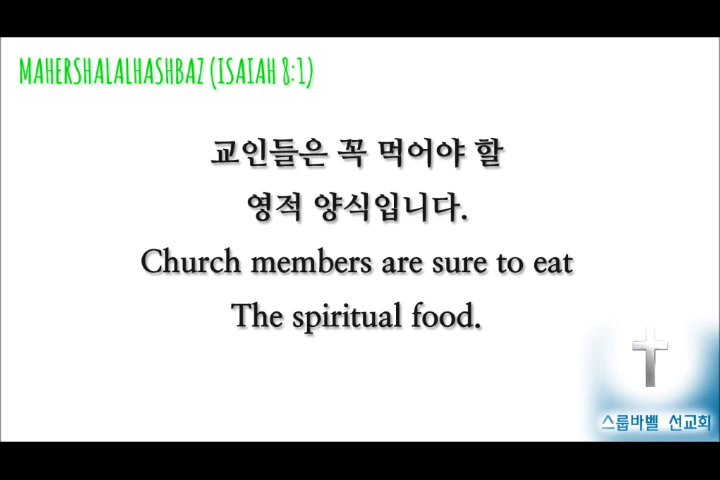 MAHERSHALALHASHBAZ (ISAIAH 8:1)
교인들은 꼭 먹어야 할
영적 양식입니다.
Church members are sure to eat
The spiritual food.
스룹바벨 선교회